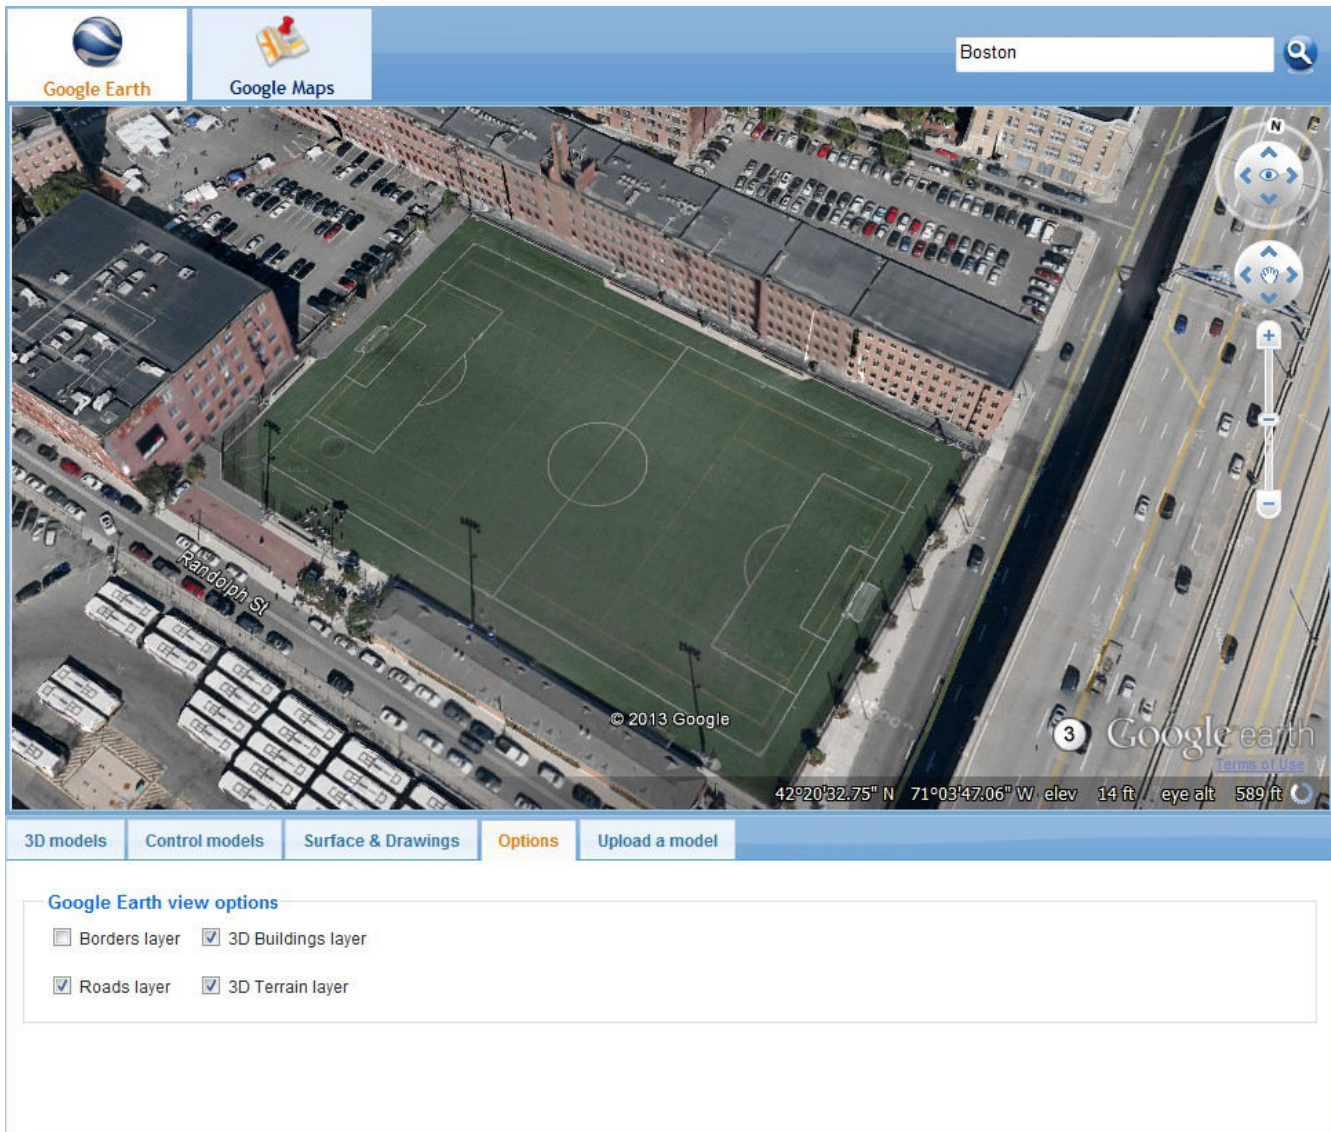 Google Earth
Google Maps
Boston
N
Randolph St
© 2013 Google
3
Google earth
Terms of Use
42°20'32.75" N 71°03'47.06" W elev 14 ft eye alt 589 ft
3D models
Control models
Surface & Drawings
Options
Upload a model
Google Earth view options
Borders layer
3D Buildings layer
Roads layer
3D Terrain layer